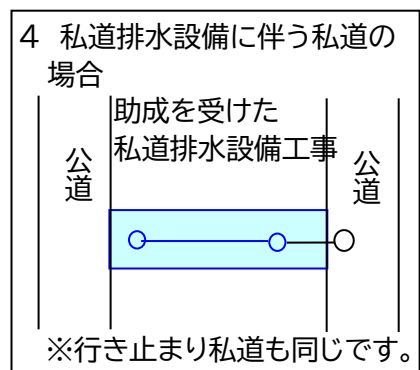 ４ 私道排水設備に伴う私道の
場合
助成を受けた
私道排水設備工事
公道
公道
※行き止まり私道も同じです。